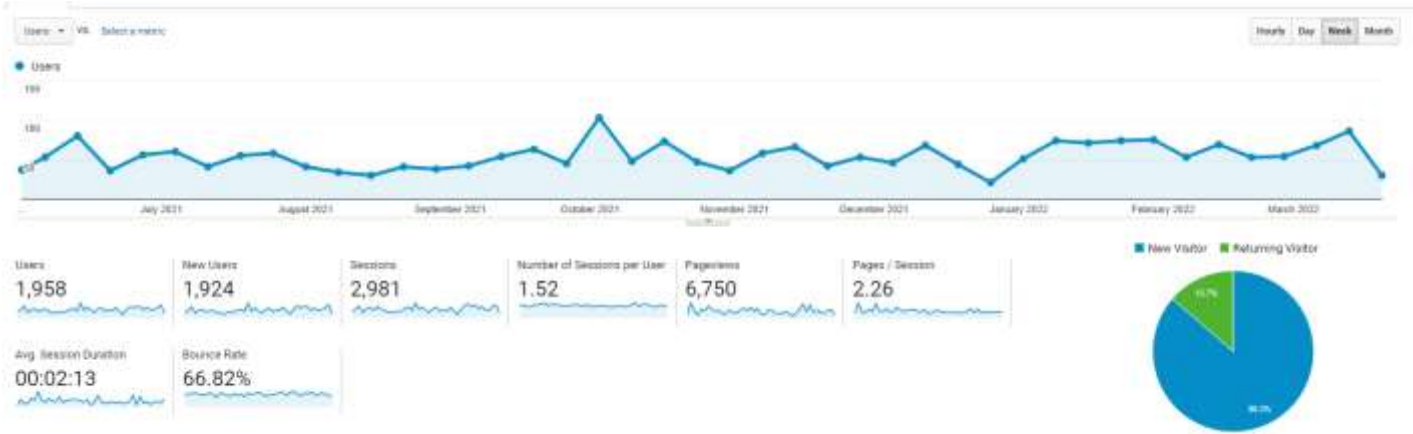 Users VS. Select a metric
Hourly Day Week Month
Users
150
100
50
July 2021 August 2021 September 2021 October 2021 November 2021 December 2021 January 2022 February 2022 March 2022
New Visitor Returning Visitor
Users New Users Sessions Number of Sessions per User Pageviews Pages / Session
1,958 1,924 2,981 1.52 6,750 2.26
Avg. Session Duration Bounce Rate
00:02:13 66.82%